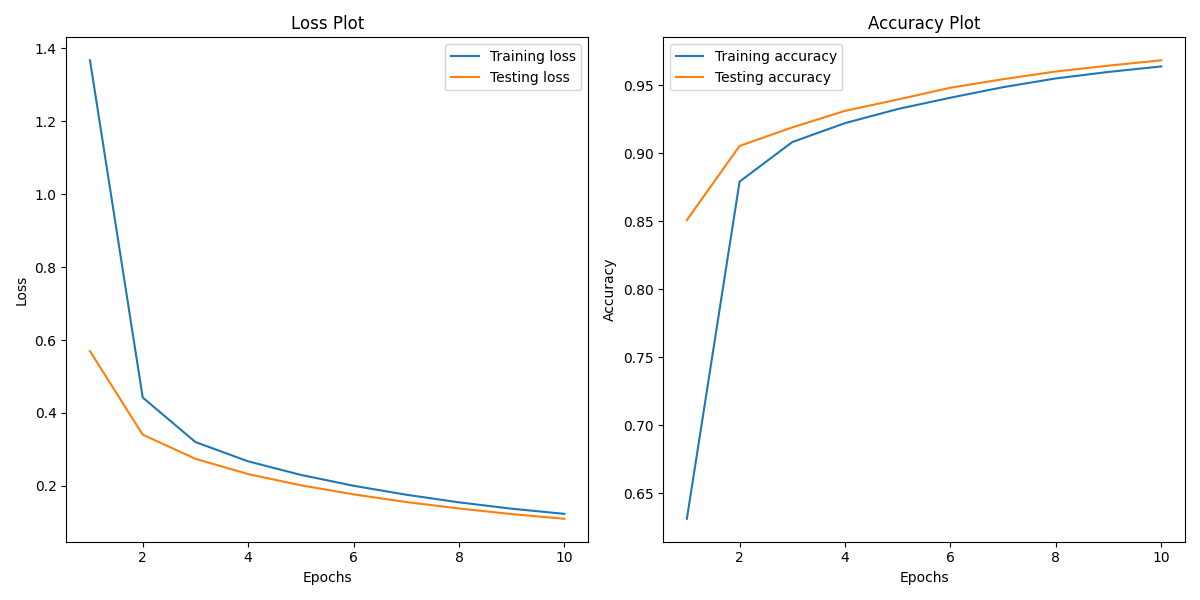 Loss Plot
1.4
1.2
1.0
0.8
0.6
0.4
0.2
Loss
2 4 6 8 10
Epochs
Training loss
Testing loss
Accuracy Plot
0.95
0.90
0.85
0.80
0.75
0.70
0.65
Accuracy
2 4 6 8 10
Epochs
Training accuracy
Testing accuracy